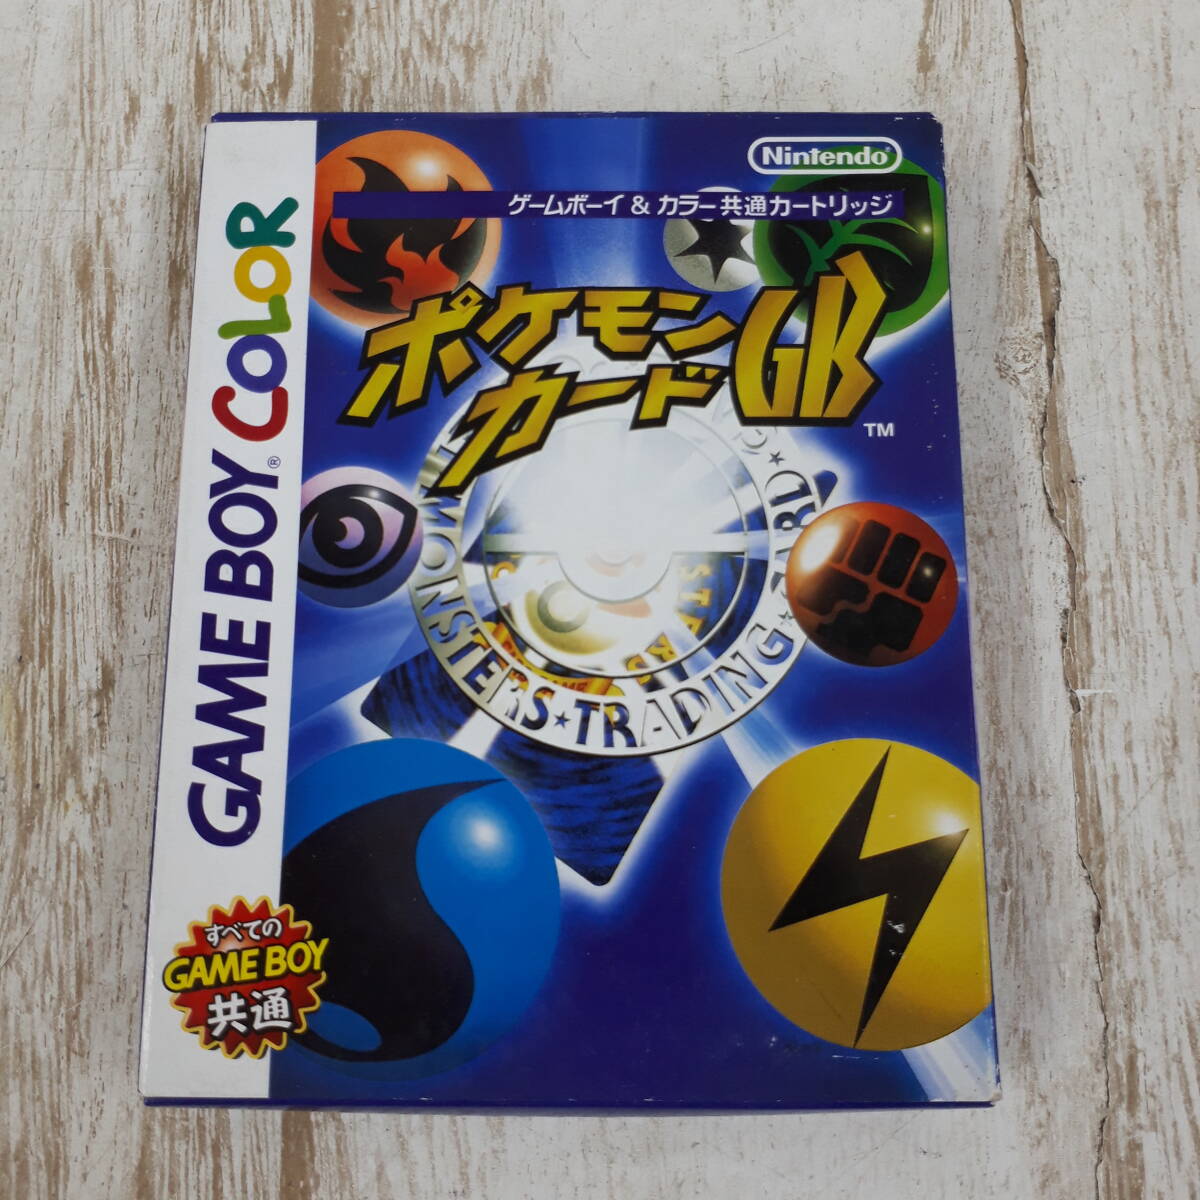 Nintendo®
ゲームボーイ & カラー共通カートリッジ
ポケモン
カードGB
TM
GAME BOY® COLOR
MONSTERS★TRADING★CARD★G
STARS
GAME
すべての
GAME BOY
共通